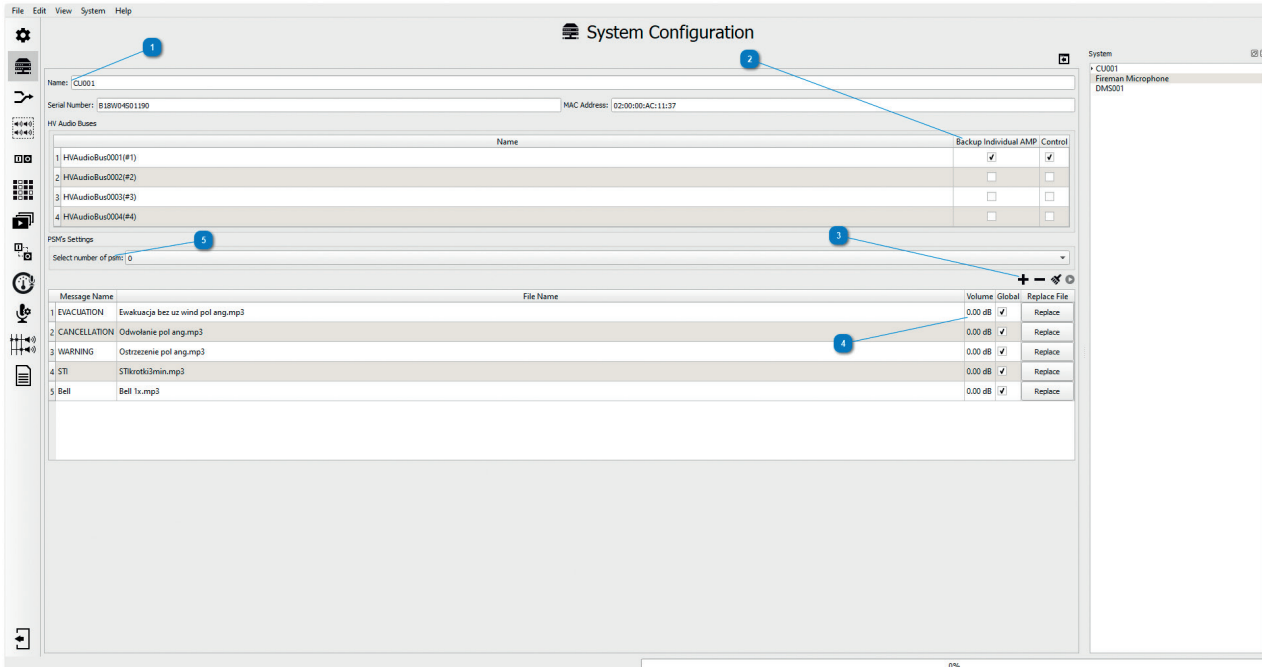 File Edit View System Help
System Configuration
1
2
System
Name: CU001
CU001
Fireman Microphone
DMS001
Serial Number: B18W04S01190 MAC Address: 02:00:00:AC:11:37
HV Audio Buses
Name Backup Individual AMP Control
1 HVAudioBus0001(#1)
2 HVAudioBus0002(#2)
3 HVAudioBus0003(#3)
4 HVAudioBus0004(#4)
PSM's Settings
5
3
Select number of psm: 0
Message Name File Name Volume Global Replace File
1 EVACUATION Ewakuacja bez uz wind pol ang.mp3 0.00 dB Replace
2 CANCELLATION Odwołanie pol ang.mp3 0.00 dB Replace
4
3 WARNING Ostrzezenie pol ang.mp3 0.00 dB Replace
4 STI STIkrotki3min.mp3 0.00 dB Replace
5 Bell Bell 1x.mp3 0.00 dB Replace
0%